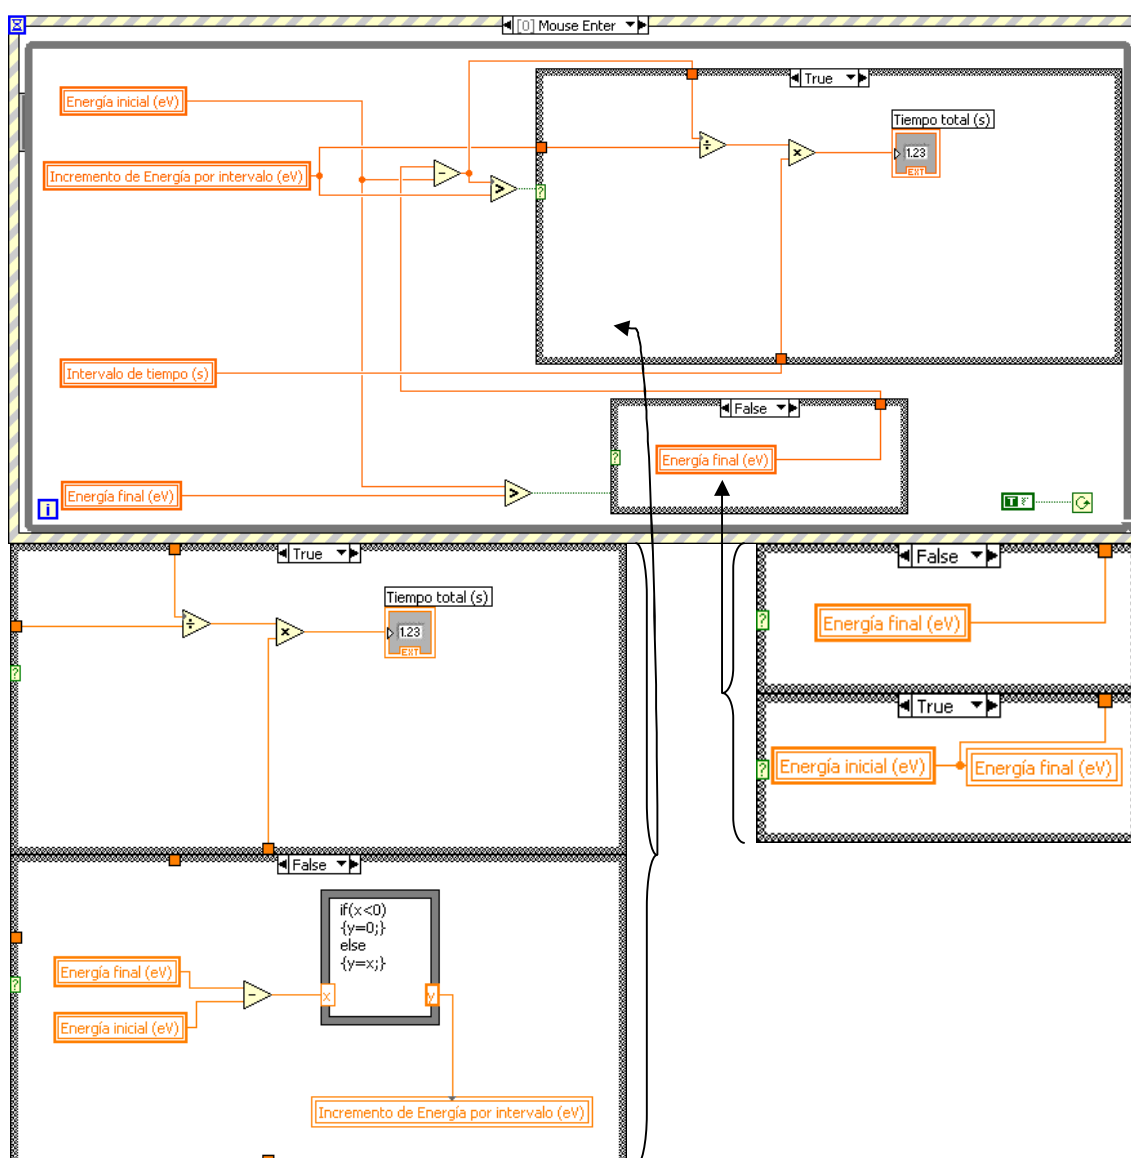 [0] Mouse Enter
True
Energía inicial (eV)
Tiempo total (s)
÷
×
1.23
EXT
Incremento de Energía por intervalo (eV)
-
>
?
Intervalo de tiempo (s)
False
?
Energía final (eV)
Energía final (eV)
>
i
T F
True
Tiempo total (s)
÷
×
1.23
EXT
?
False
?
Energía final (eV)
True
?
Energía inicial (eV)
Energía final (eV)
False
if(x<0)
{y=0;}
else
{y=x;}
Energía final (eV)
?
-
x
y
Energía inicial (eV)
Incremento de Energía por intervalo (eV)